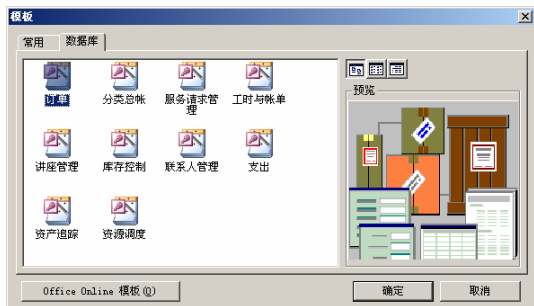 模板
常用 数据库
订单 分类总帐 服务请求管理 工时与帐单
讲座管理 库存控制 联系人管理 支出
资产追踪 资源调度
预览
Office Online 模板(O) 确定 取消